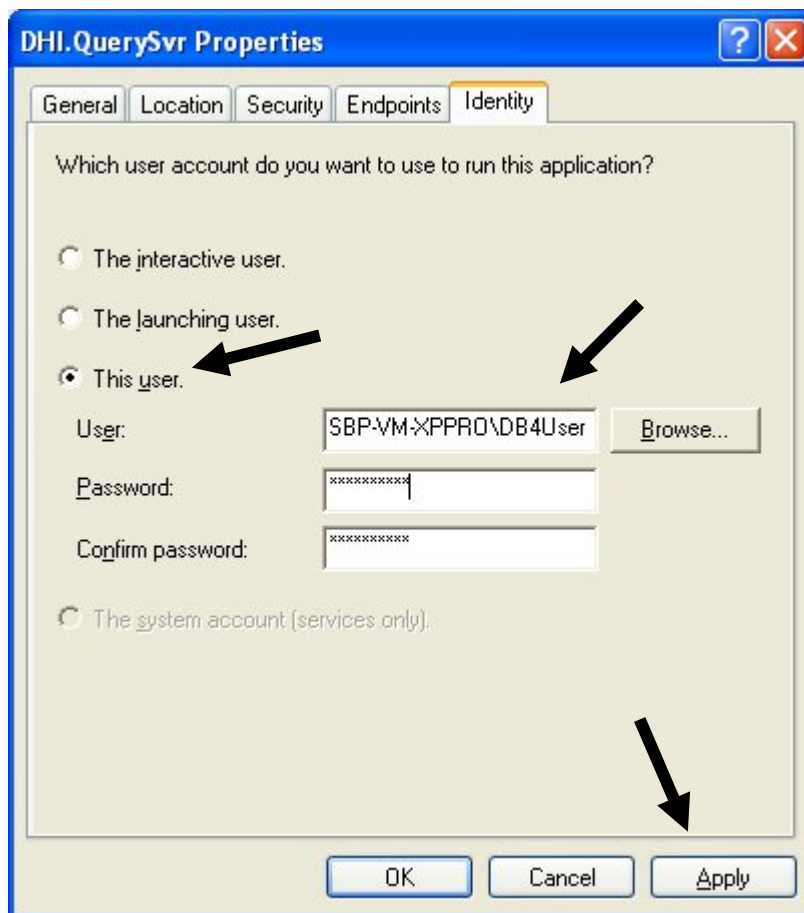 DHI.QuerySvr Properties
General Location Security Endpoints Identity
Which user account do you want to use to run this application?
The interactive user.
The launching user.
This user.
User: SBP-VM-XPPRO\DB4User Browse...
Password: **********
Confirm password: **********
The system account (services only).
OK Cancel Apply